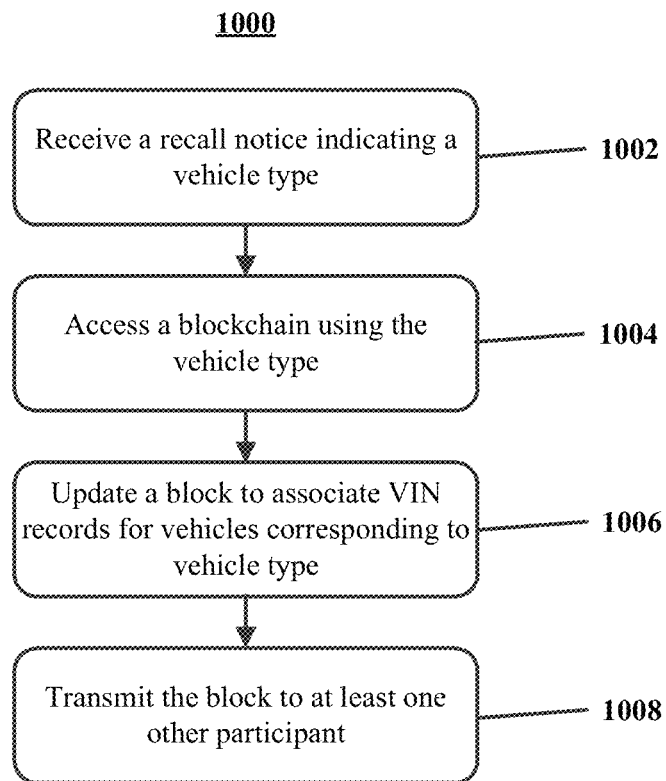 1000
Receive a recall notice indicating a
vehicle type
1002
Access a blockchain using the
vehicle type
1004
Update a block to associate VIN
records for vehicles corresponding to
vehicle type
1006
Transmit the block to at least one
other participant
1008